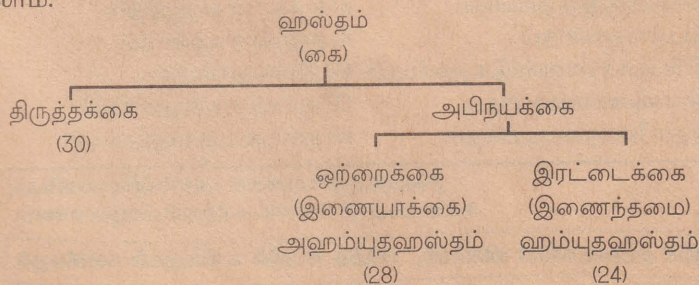 ஹஸ்தம்
(கை)
திருத்தக்கை
(30)
அபிநயக்கை
ஒற்றைக்கை
(இணையாக்கை)
அஹம்யுதஹஸ்தம்
(28)
இரட்டைக்கை
(இணைந்தமை)
ஹம்யுதஹஸ்தம்
(24)